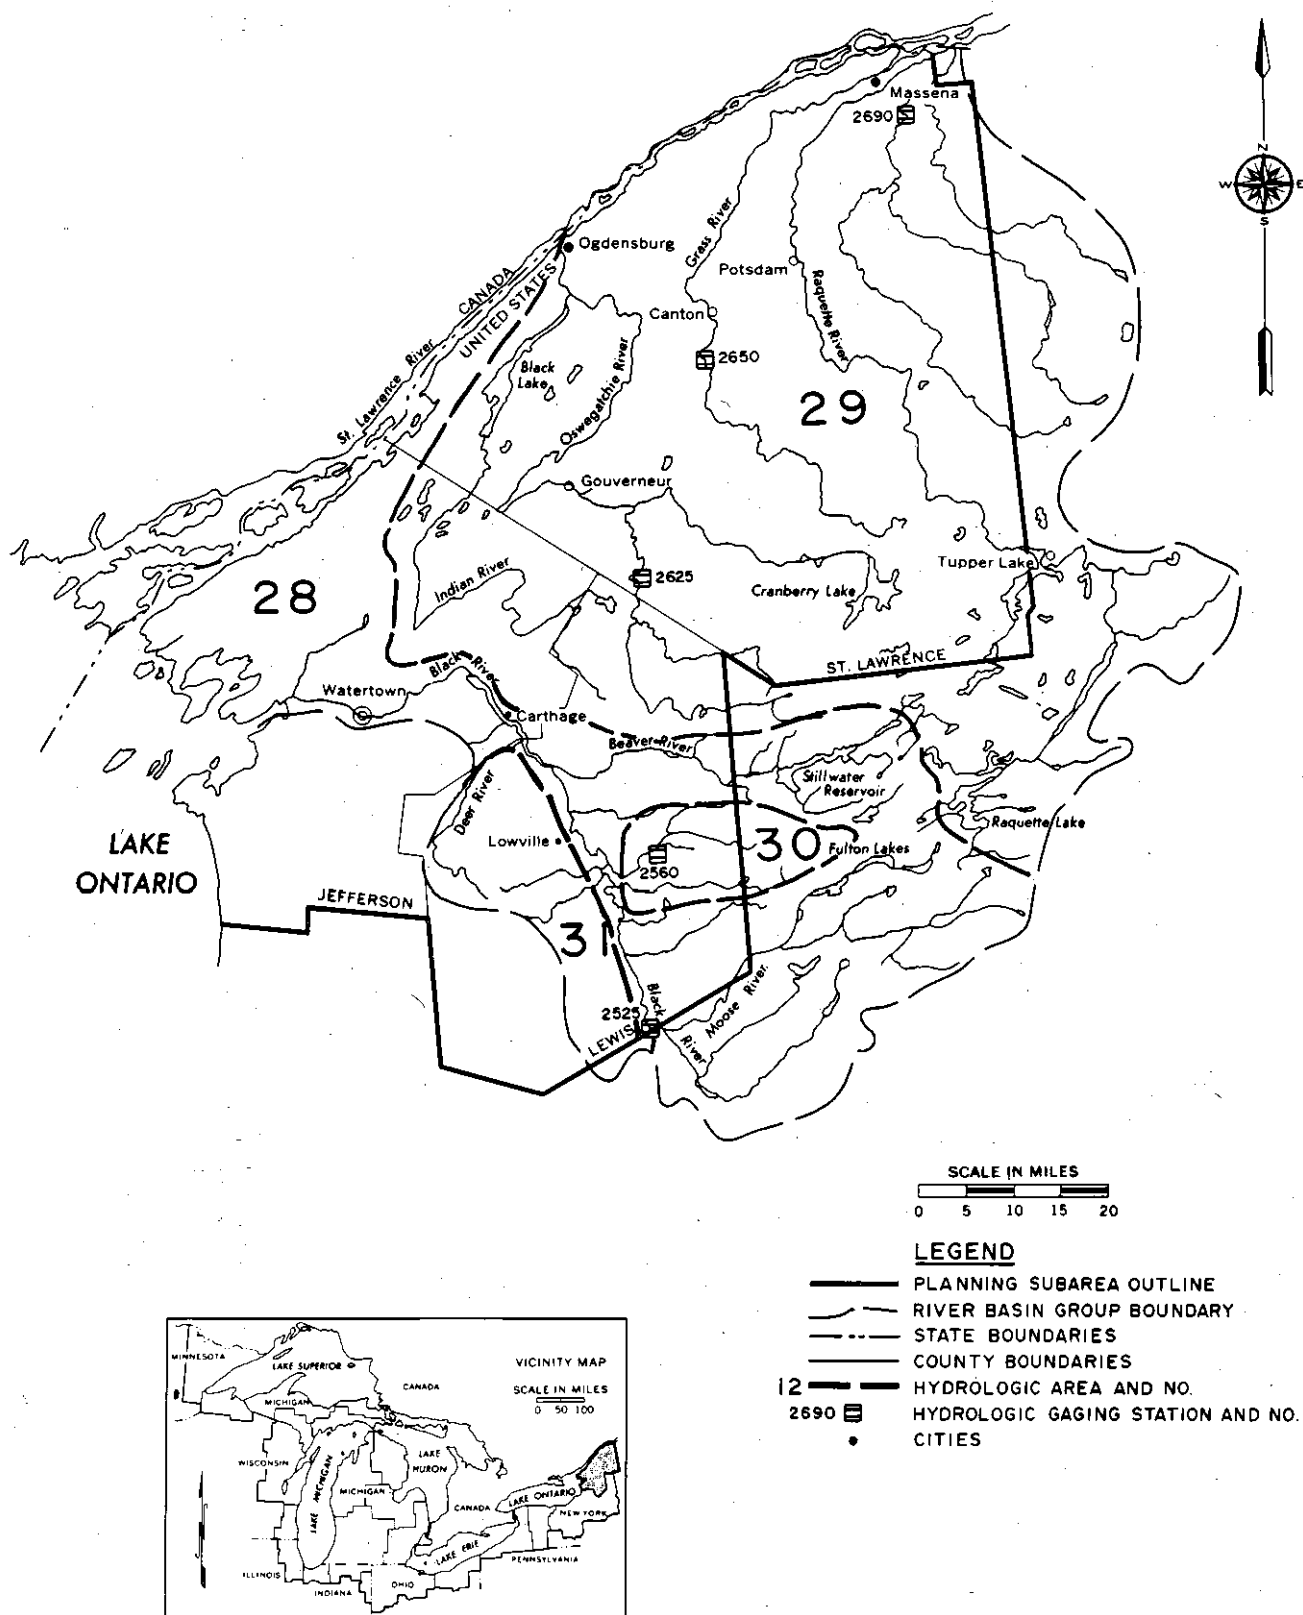 Massena
2690
N
W
E
S
Ogdensburg
CANADA
UNITED STATES
St. Lawrence River
Grass River
Potsdam
Raquette River
Canton
2650
Black
Lake
Oswegatchie River
29
Gouverneur
Tupper Lake
2625
Cranberry Lake
Indian River
28
ST. LAWRENCE
Black River
Watertown
Carthage
Beaver River
Stillwater
Reservoir
Deer River
Raquette Lake
Lowville
30
Fulton Lakes
2560
LAKE
ONTARIO
JEFFERSON
31
Black River
Moose River
2525
LEWIS
SCALE IN MILES
0 5 10 15 20
LEGEND
PLANNING SUBAREA OUTLINE
RIVER BASIN GROUP BOUNDARY
STATE BOUNDARIES
COUNTY BOUNDARIES
12 HYDROLOGIC AREA AND NO.
2690 HYDROLOGIC GAGING STATION AND NO.
CITIES
VICINITY MAP
SCALE IN MILES
0 50 100
MINNESOTA
LAKE SUPERIOR
CANADA
MICHIGAN
WISCONSIN
LAKE MICHIGAN
LAKE
HURON
MICHIGAN
CANADA
LAKE ONTARIO
NEW YORK
LAKE ERIE
PENNSYLVANIA
ILLINOIS
INDIANA
OHIO